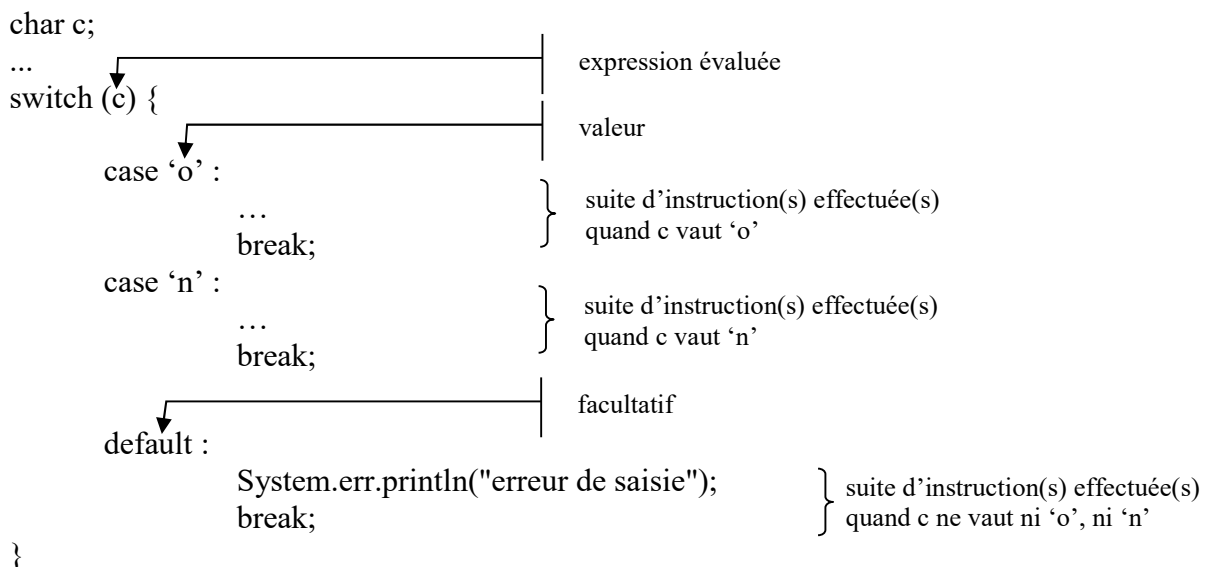 char c;
...
expression évaluée
switch (c) {
valeur
case ‘o’ :
suite d’instruction(s) effectuée(s)
…
quand c vaut ‘o’
break;
case ‘n’ :
suite d’instruction(s) effectuée(s)
…
quand c vaut ‘n’
break;
facultatif
default :
System.err.println("erreur de saisie");
suite d’instruction(s) effectuée(s)
break;
quand c ne vaut ni ‘o’, ni ‘n’
}